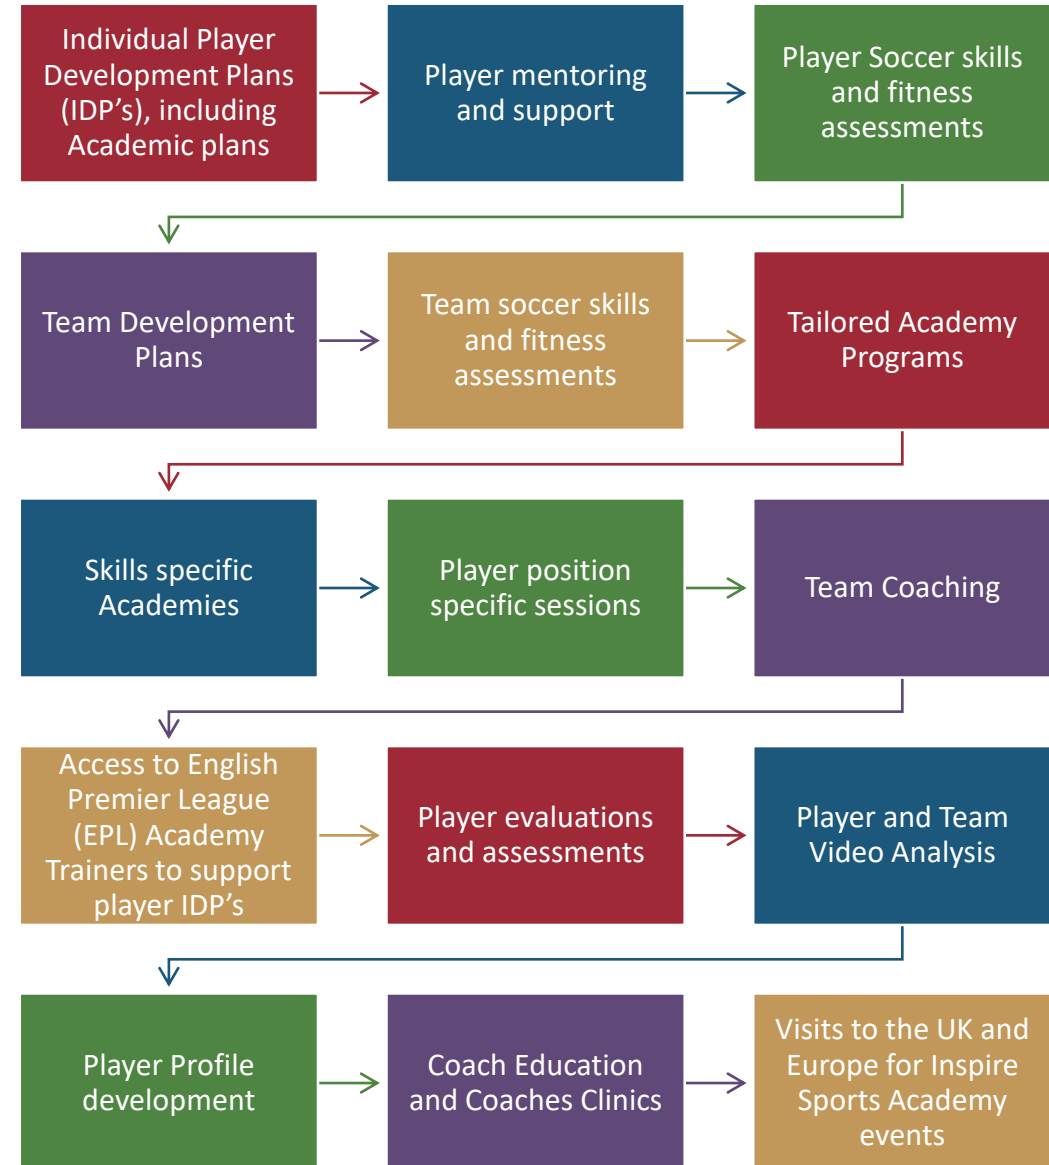 Individual Player
Development Plans
(IDP's), including
Academic plans
Player mentoring
and support
Player Soccer skills
and fitness
assessments
Team Development
Plans
Team soccer skills
and fitness
assessments
Tailored Academy
Programs
Skills specific
Academies
Player position
specific sessions
Team Coaching
Access to English
Premier League
(EPL) Academy
Trainers to support
player IDP's
Player evaluations
and assessments
Player and Team
Video Analysis
Player Profile
development
Coach Education
and Coaches Clinics
Visits to the UK and
Europe for Inspire
Sports Academy
events